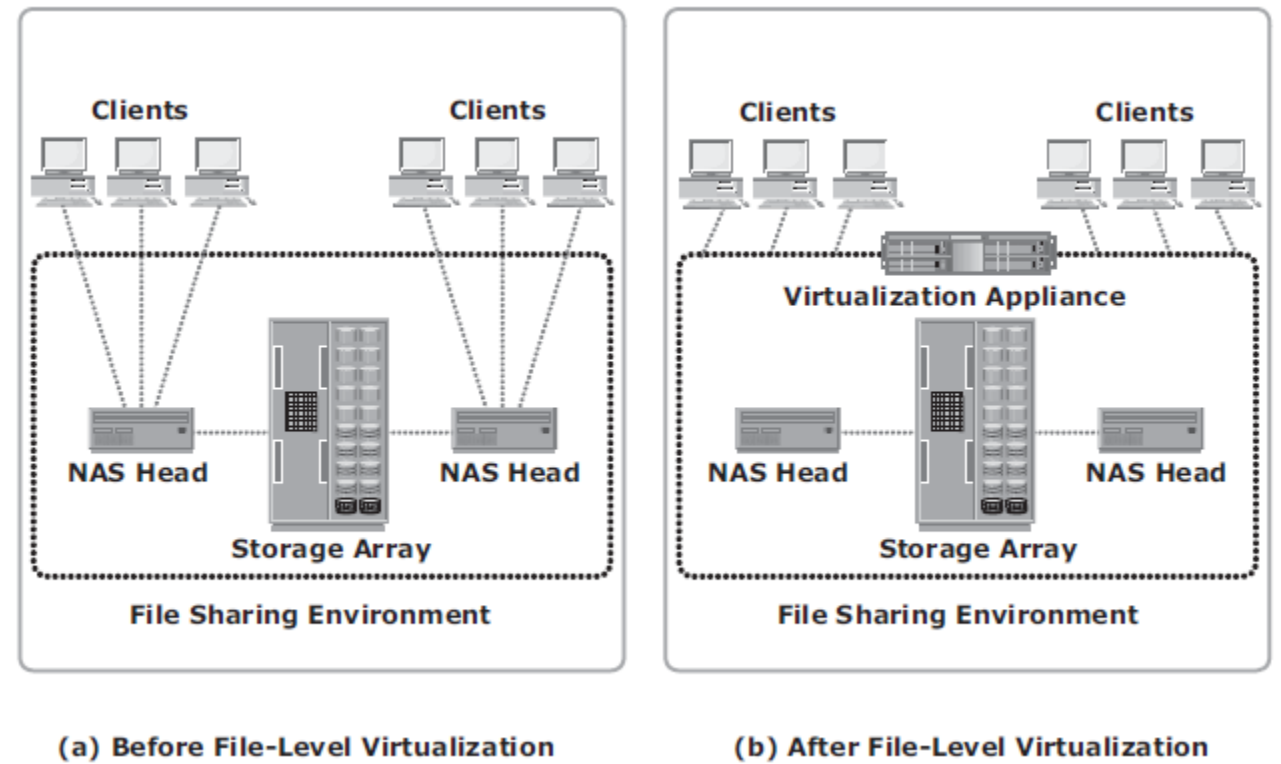 Clients
Clients
NAS Head
NAS Head
Storage Array
File Sharing Environment
(a) Before File-Level Virtualization
Clients
Clients
Virtualization Appliance
NAS Head
NAS Head
Storage Array
File Sharing Environment
(b) After File-Level Virtualization